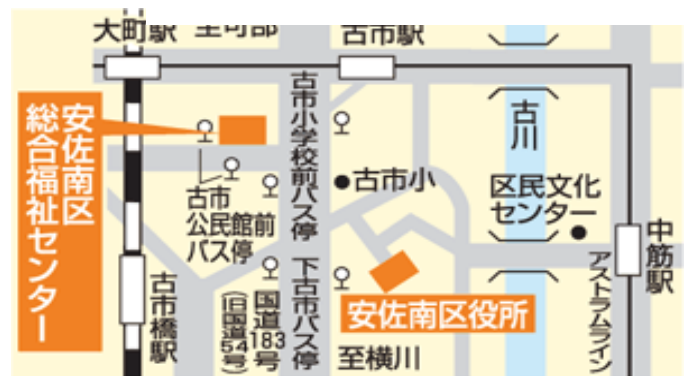 大町駅
至可部
古市駅
安佐南区
総合福祉センター
古市小学校前バス停
古川
古市
公民館前
バス停
古市小
区民文化
センター
中筋駅
アストラムライン
古市橋駅
国道183号
(旧国道54号)
下古市バス停
安佐南区役所
至横川